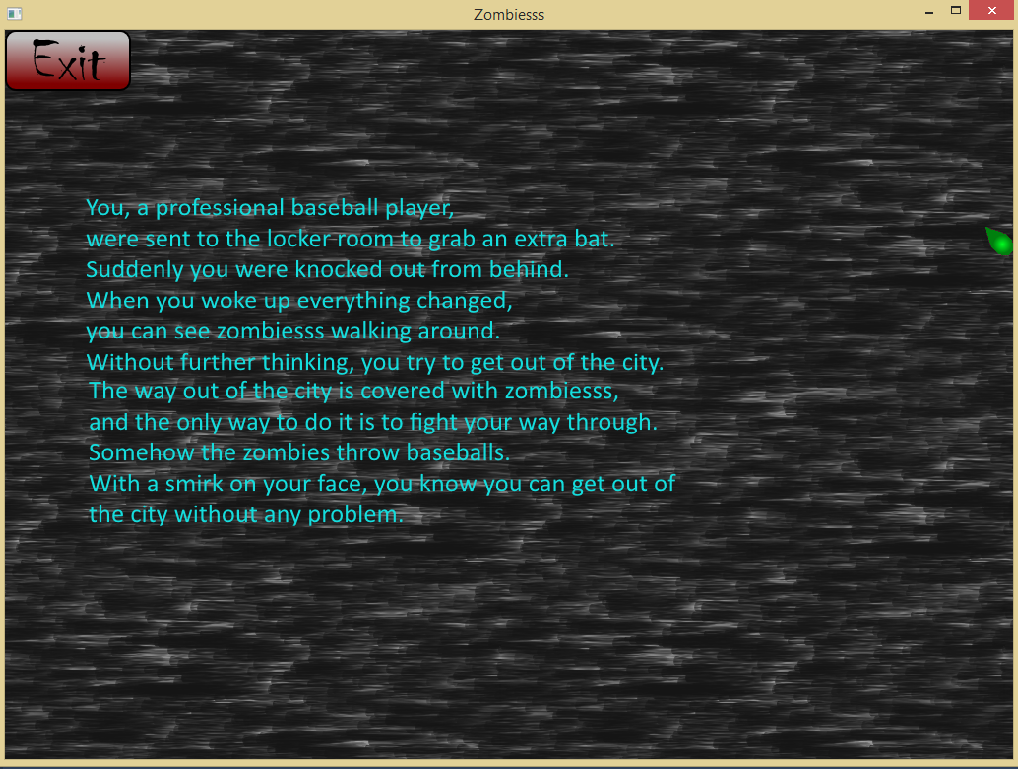 Zombiesss
Exit
You, a professional baseball player,
were sent to the locker room to grab an extra bat.
Suddenly you were knocked out from behind.
When you woke up everything changed,
you can see zombiesss walking around.
Without further thinking, you try to get out of the city.
The way out of the city is covered with zombiesss,
and the only way to do it is to fight your way through.
Somehow the zombies throw baseballs.
With a smirk on your face, you know you can get out of
the city without any problem.